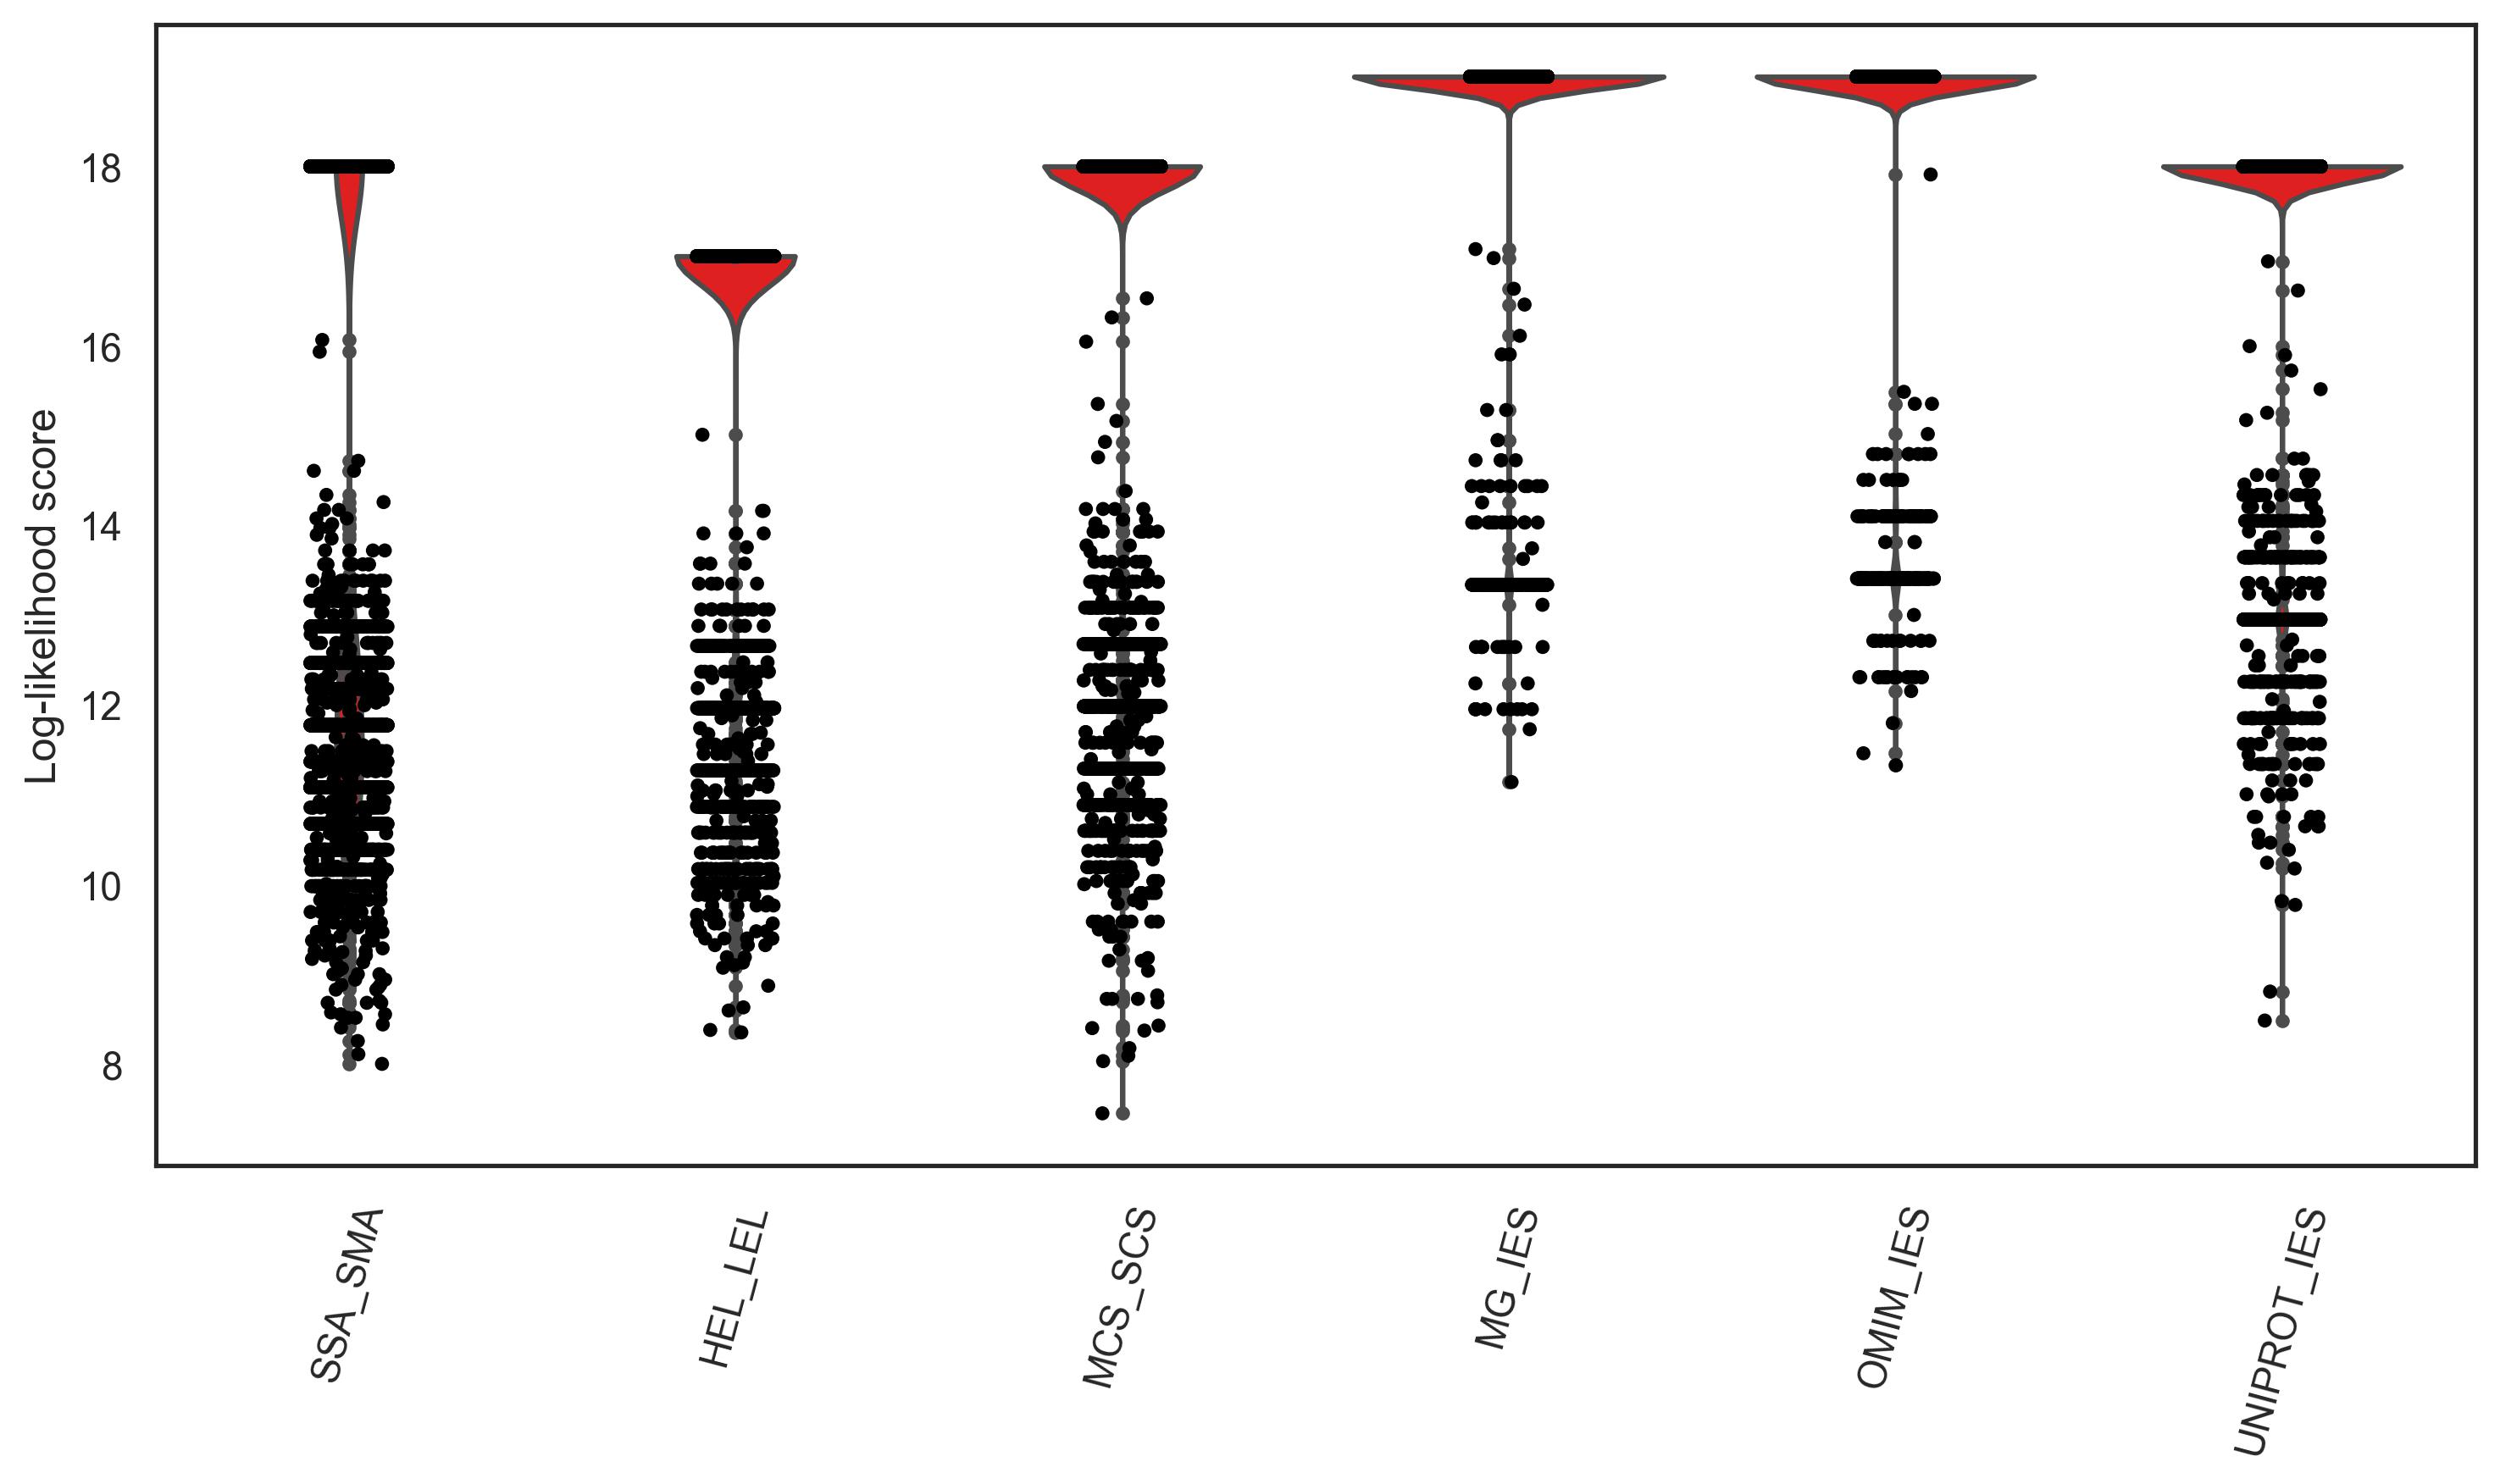 18
16
14
12
10
8
Log-likelihood score
SSA_SMA
HEL_LEL
MCS_SCS
MG_IES
OMIM_IES
UNIPROT_IES